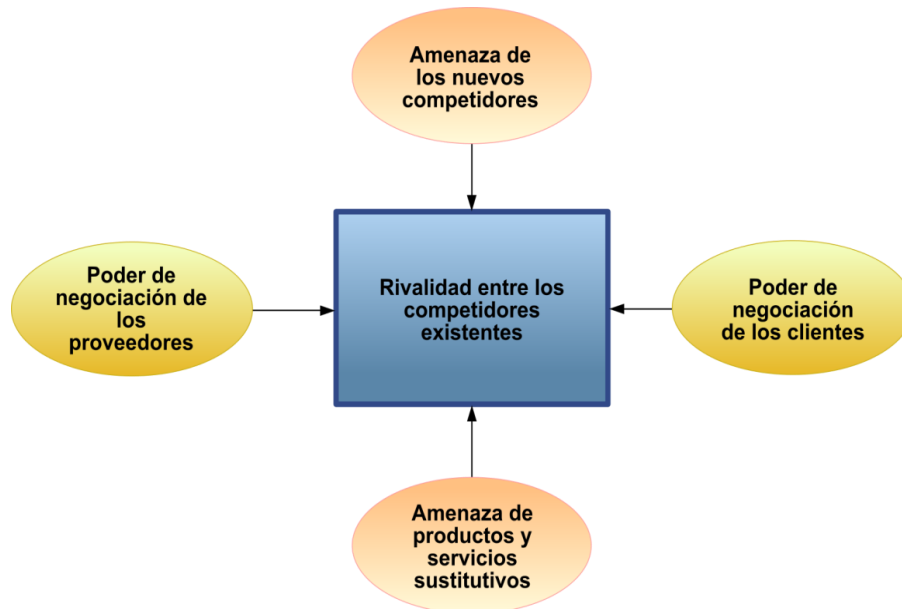 Amenaza de
los nuevos
competidores
Poder de
negociación de
los
proveedores
Rivalidad entre los
competidores
existentes
Poder de
negociación
de los clientes
Amenaza de
productos y
servicios
sustitutivos